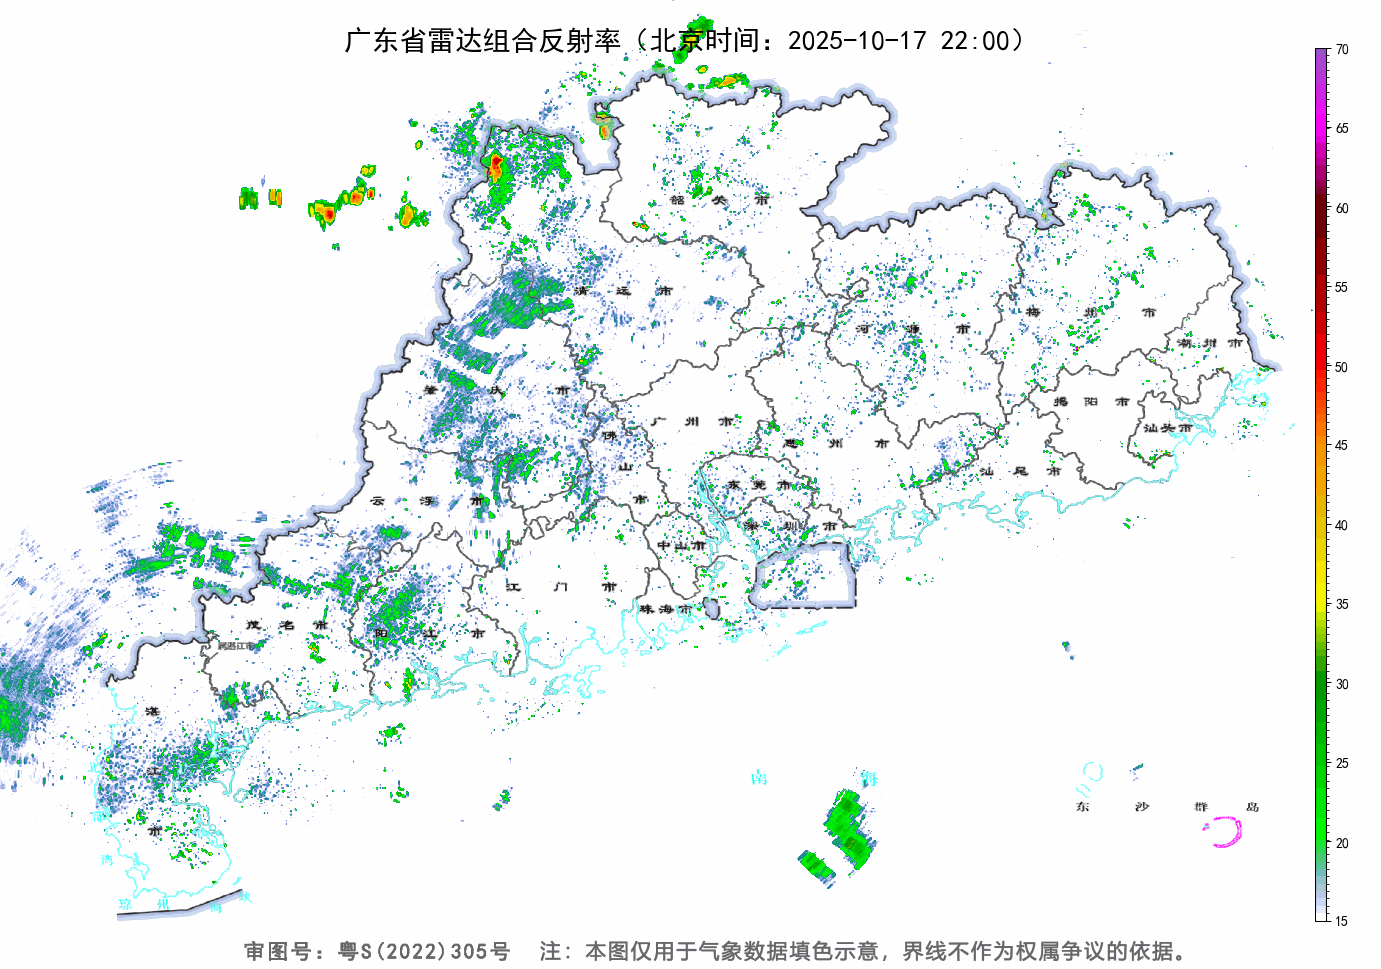 广东省雷达组合反射率（北京时间：2025-10-17 22:00）
70
65
60
55
50
45
40
35
30
25
20
15
韶关市
清远市
河源市
梅州市
潮州市
肇庆市
广州市
佛山市
惠州市
揭阳市
汕头市
汕尾市
云浮市
东莞市
深圳市
中山市
江门市
珠海市
茂名市
阳江市
属湛江市
湛江市
南海
东沙群岛
北部湾
琼州海峡
审图号：粤S(2022)305号 注：本图仅用于气象数据填色示意，界线不作为权属争议的依据。